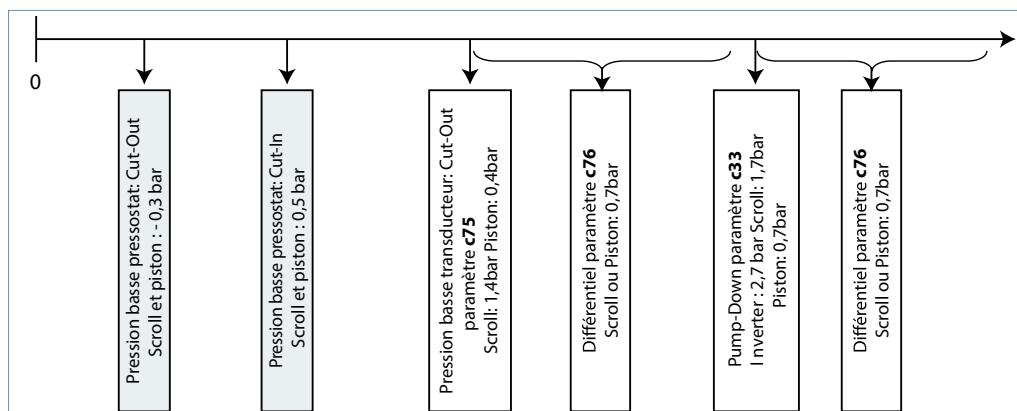 0
Pression basse pressostat: Cut-Out
Scroll et piston : - 0,3 bar
Pression basse pressostat: Cut-In
Scroll et piston : 0,5 bar
Pression basse transducteur: Cut-Out
paramètre c75
Scroll: 1,4bar Piston: 0,4bar
Différentiel paramètre c76
Scroll ou Piston: 0,7bar
Pump-Down paramètre c33
Inverter : 2,7 bar Scroll: 1,7bar
Piston: 0,7bar
Différentiel paramètre c76
Scroll ou Piston: 0,7bar